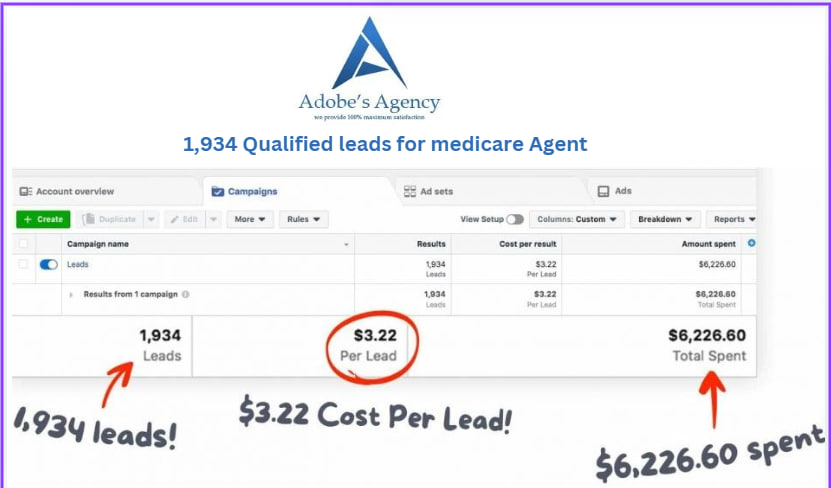 Adobe's Agency
we provide 100% maximum satisfaction
1,934 Qualified leads for medicare Agent
Account overview
Campaigns
Ad sets
Ads
+ Create
Duplicate
Edit
More
Rules
View Setup
Columns: Custom
Breakdown
Reports
Campaign name Results Cost per result Amount spent
Leads 1,934 $3.22 $6,226.60
Leads Per Lead
Results from 1 campaign 1,934 $3.22 $6,226.60
Leads Per Lead Total Spent
1,934 $3.22 $6,226.60
Leads Per Lead Total Spent
1,934 leads!
$3.22 Cost Per Lead!
$6,226.60 spent